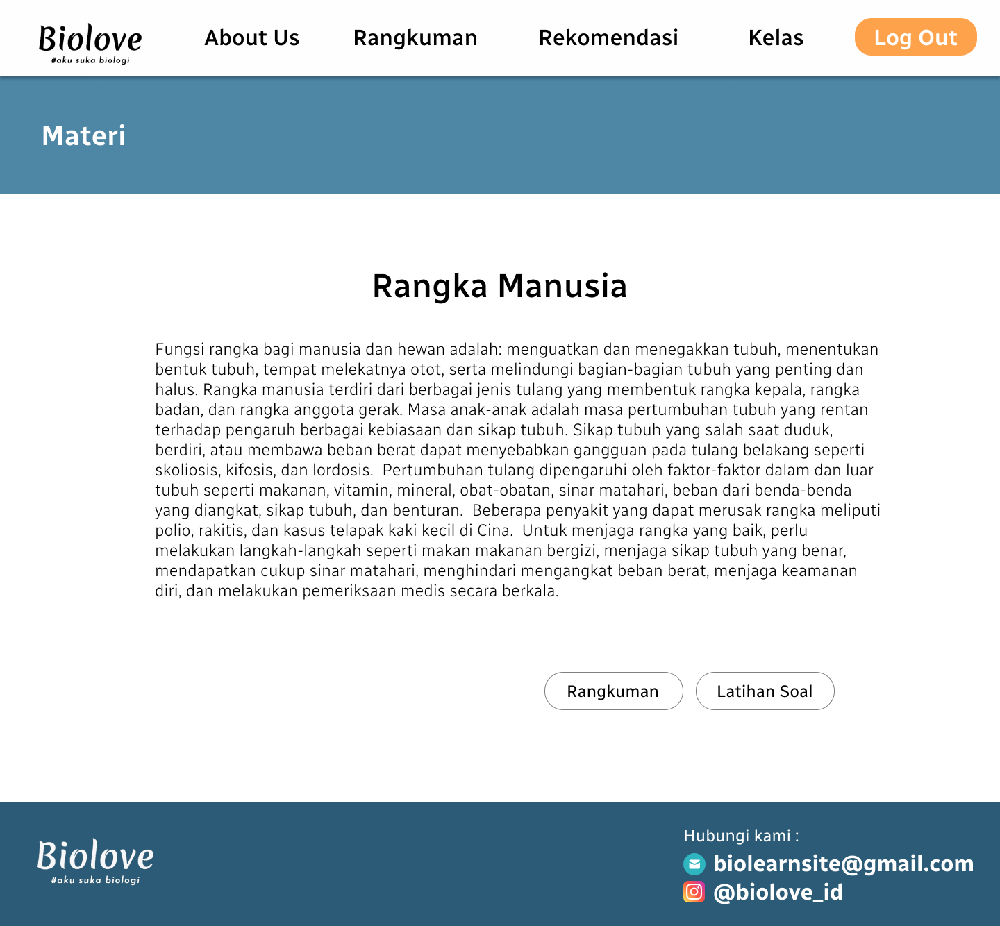 Biolove
#aku suka biologi
About Us
Rangkuman
Rekomendasi
Kelas
Log Out
Materi
Rangka Manusia
Fungsi rangka bagi manusia dan hewan adalah: menguatkan dan menegakkan tubuh, menentukan
bentuk tubuh, tempat melekatnya otot, serta melindungi bagian-bagian tubuh yang penting dan
halus. Rangka manusia terdiri dari berbagai jenis tulang yang membentuk rangka kepala, rangka
badan, dan rangka anggota gerak. Masa anak-anak adalah masa pertumbuhan tubuh yang rentan
terhadap pengaruh berbagai kebiasaan dan sikap tubuh. Sikap tubuh yang salah saat duduk,
berdiri, atau membawa beban berat dapat menyebabkan gangguan pada tulang belakang seperti
skoliosis, kifosis, dan lordosis.  Pertumbuhan tulang dipengaruhi oleh faktor-faktor dalam dan luar
tubuh seperti makanan, vitamin, mineral, obat-obatan, sinar matahari, beban dari benda-benda
yang diangkat, sikap tubuh, dan benturan.  Beberapa penyakit yang dapat merusak rangka meliputi
polio, rakitis, dan kasus telapak kaki kecil di Cina.  Untuk menjaga rangka yang baik, perlu
melakukan langkah-langkah seperti makan makanan bergizi, menjaga sikap tubuh yang benar,
mendapatkan cukup sinar matahari, menghindari mengangkat beban berat, menjaga keamanan
diri, dan melakukan pemeriksaan medis secara berkala.
Rangkuman
Latihan Soal
Biolove
#aku suka biologi
Hubungi kami :
biolearnsite@gmail.com
@biolove_id